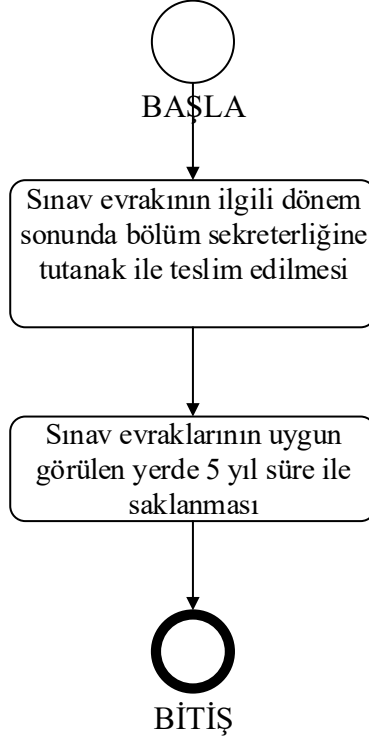 BAŞLA
Sınav evrakının ilgili dönem
sonunda bölüm sekreterliğine
tutanak ile teslim edilmesi
Sınav evraklarının uygun
görülen yerde 5 yıl süre ile
saklanması
BİTİŞ